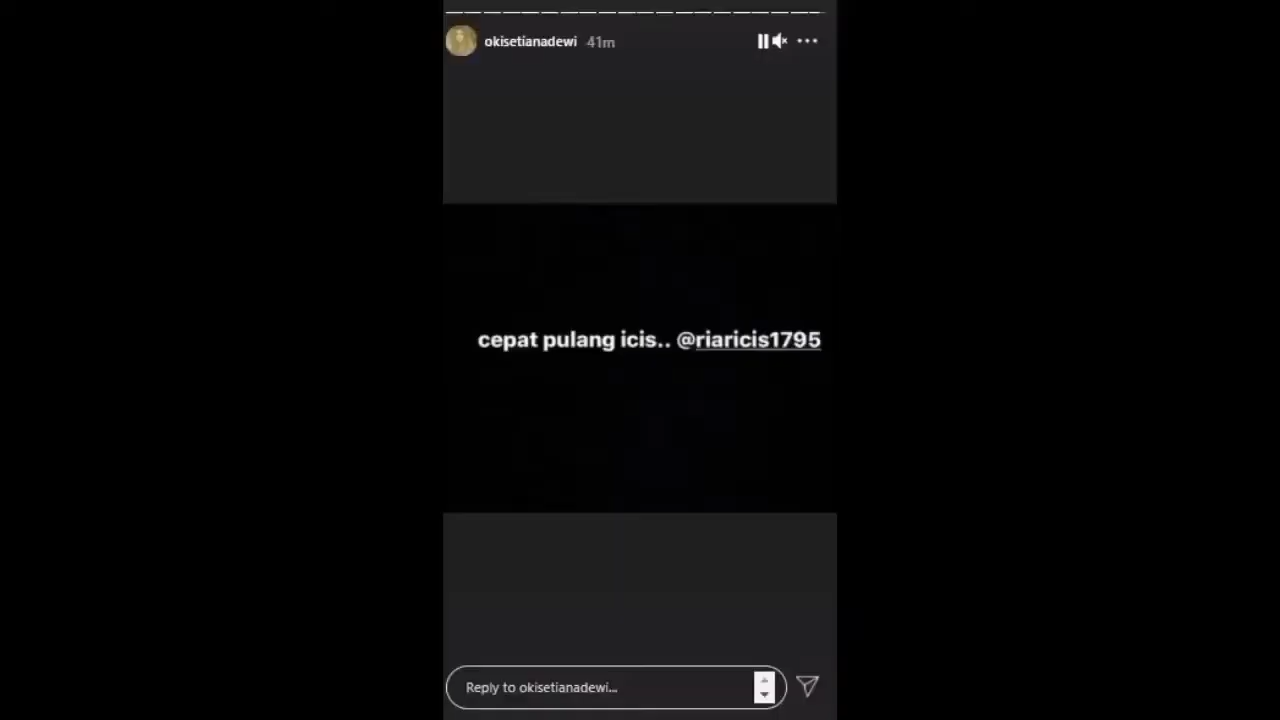 okisetianadewi 41m
cepat pulang icis.. @riaricis1795
Reply to okisetianadewi...